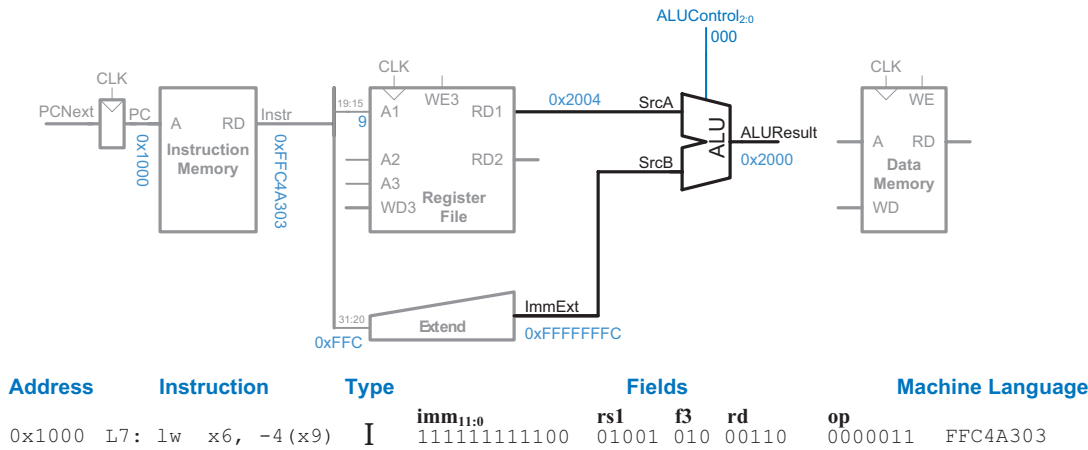 ALUControl2:0
000
CLK
CLK
CLK
PCNext
PC
A
RD
Instr
19:15
9
A1
WE3
RD1
0x2004
SrcA
WE
Instruction
Memory
0x1000
0xFFC4A303
A2
RD2
A3
WD3
Register
File
SrcB
ALU
ALUResult
0x2000
A
RD
Data
Memory
WD
31:20
0xFFC
Extend
ImmExt
0xFFFFFFFC
Address Instruction Type Fields Machine Language
imm11:0 rs1 f3 rd op
0x1000 L7: lw x6, -4(x9) I 111111111100 01001 010 00110 0000011 FFC4A303